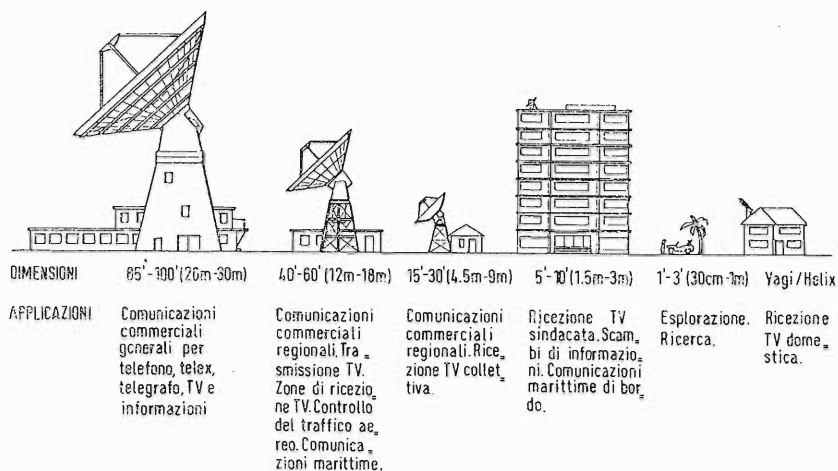 DIMENSIONI 85'-100'(26m-30m) 40'-60'(12m-18m) 15'-30'(4.5m-9m) 5'-10'(1.5m-3m) 1'-3'(30cm-1m) Yagi/Helix
APPLICAZIONI
Comunicazioni
commerciali
generali per
telefono, telex,
telegrafo, TV e
informazioni
Comunicazioni
commerciali
regionali. Tra=
smissione TV.
Zone di ricezio=
ne TV. Controllo
del traffico ae=
reo. Comunica=
zioni marittime.
Comunicazioni
commerciali
regionali. Rice=
zione TV collet=
tiva.
Ricezione TV
sindacata. Scam=
bi di informazio=
ni. Comunicazioni
marittime di bor=
do.
Esplorazione.
Ricerca.
Ricezione
TV dome=
stica.